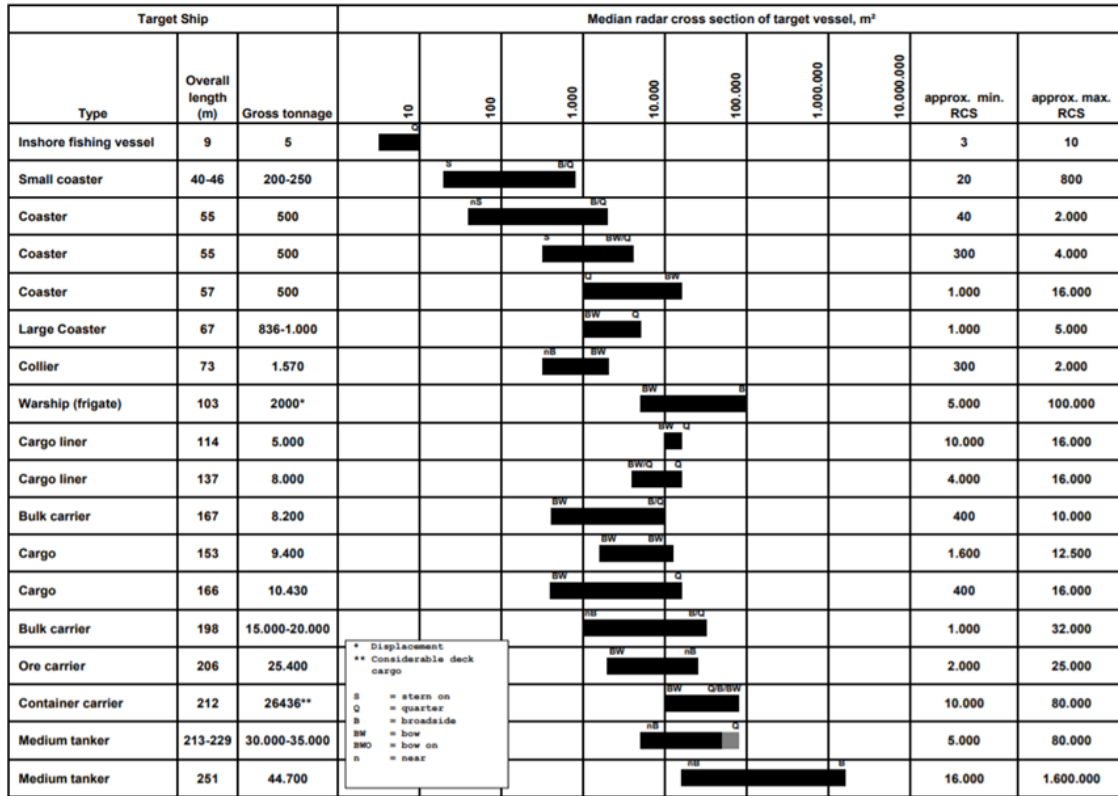 Target Ship Median radar cross section of target vessel, m²
Type Overall length (m) Gross tonnage 10 100 1.000 10.000 100.000 1.000.000 10.000.000 approx. min. RCS approx. max. RCS
Q
Inshore fishing vessel 9 5 3 10
S B/Q
Small coaster 40-46 200-250 20 800
nS B/Q
Coaster 55 500 40 2.000
S BW/Q
Coaster 55 500 300 4.000
Q BW
Coaster 57 500 1.000 16.000
BW Q
Large Coaster 67 836-1.000 1.000 5.000
nB BW
Collier 73 1.570 300 2.000
BW B
Warship (frigate) 103 2000* 5.000 100.000
BW Q
Cargo liner 114 5.000 10.000 16.000
BW/Q Q
Cargo liner 137 8.000 4.000 16.000
BW B/Q
Bulk carrier 167 8.200 400 10.000
BW BW
Cargo 153 9.400 1.600 12.500
BW Q
Cargo 166 10.430 400 16.000
nB B/Q
Bulk carrier 198 15.000-20.000 1.000 32.000
BW nB
Ore carrier 206 25.400 2.000 25.000
BW Q/B/BW
Container carrier 212 26436** 10.000 80.000
nB Q
Medium tanker 213-229 30.000-35.000 5.000 80.000
nB B
Medium tanker 251 44.700 16.000 1.600.000
* Displacement
** Considerable deck
cargo
S = stern on
Q = quarter
B = broadside
BW = bow
BWO = bow on
n = near